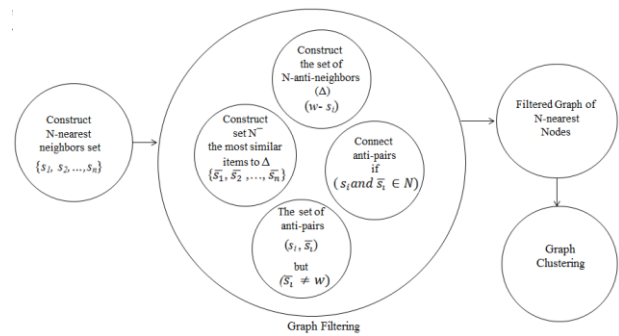 Construct
N-nearest
neighbors set
{s₁, s₂,...,sₙ}
Construct
the set of
N-anti-neighbors
(Δ)
(w- sᵢ)
Construct
set N⁻
the most similar
items to Δ
{s̅₁, s̅₂ ,..., s̅ₙ}
Connect
anti-pairs
if
(sᵢand s̅ᵢ ∈ N)
The set of
anti-pairs
(sᵢ, s̅ᵢ)
but
(s̅ᵢ ≠ w)
Graph Filtering
Filtered Graph of
N-nearest
Nodes
Graph
Clustering